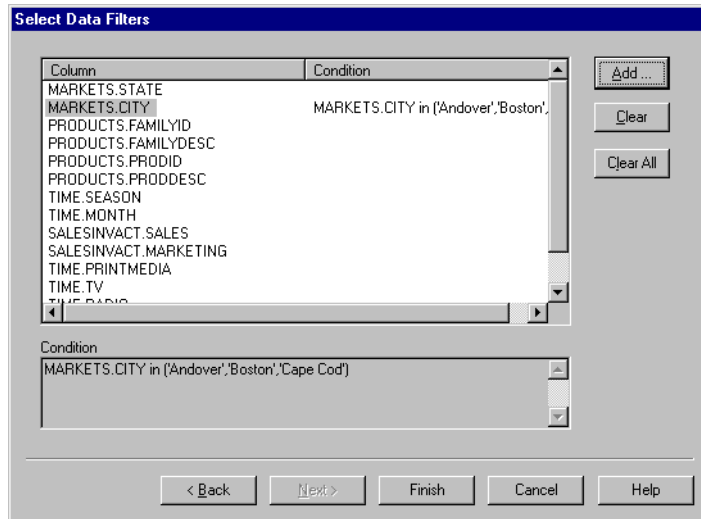 Select Data Filters
Column Condition
MARKETS.STATE
MARKETS.CITY MARKETS.CITY in ('Andover','Boston',
PRODUCTS.FAMILYID
PRODUCTS.FAMILYDESC
PRODUCTS.PRODID
PRODUCTS.PRODDESC
TIME.SEASON
TIME.MONTH
SALESINVACT.SALES
SALESINVACT.MARKETING
TIME.PRINTMEDIA
TIME.TV
TIME.RADIO
Add ...
Clear
Clear All
Condition
MARKETS.CITY in ('Andover','Boston','Cape Cod')
< Back Next > Finish Cancel Help